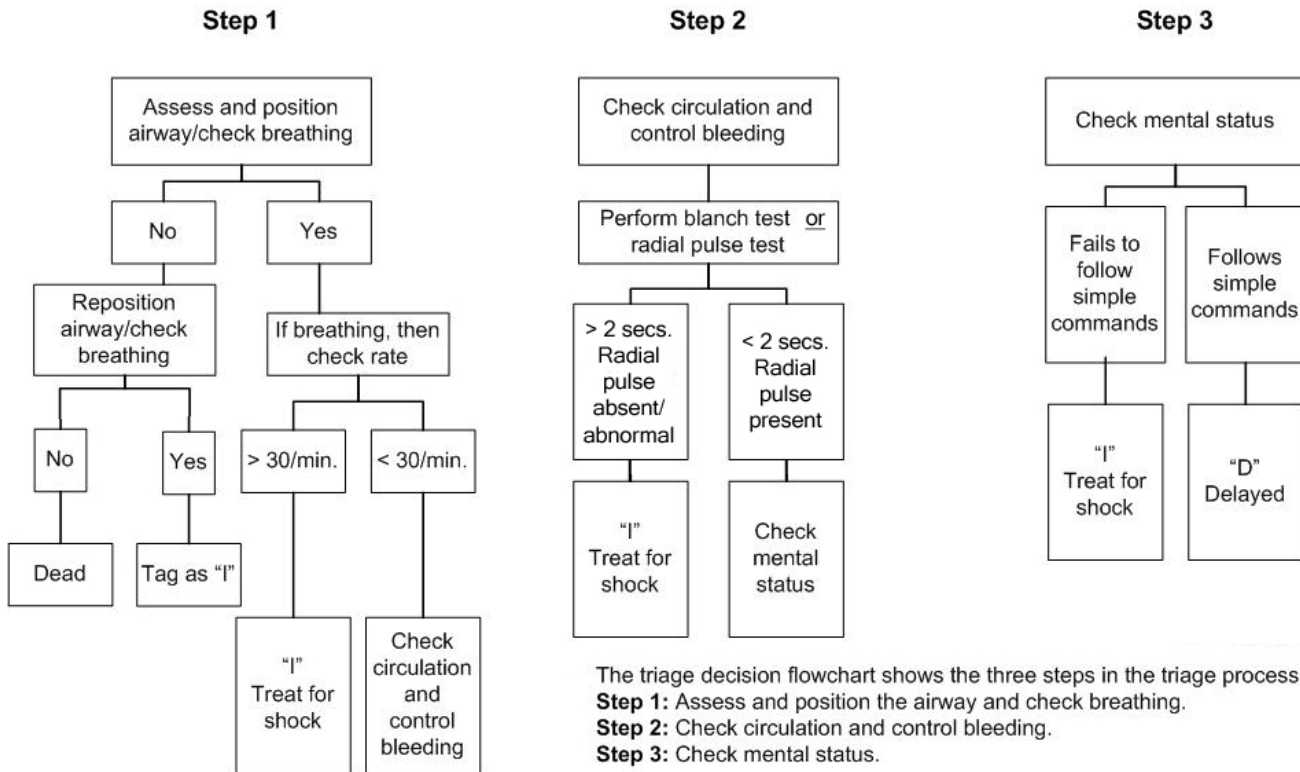 Step 1
Assess and position
airway/check breathing
No
Yes
Reposition
airway/check
breathing
If breathing, then
check rate
No
Yes
> 30/min.
< 30/min.
Dead
Tag as “I”
“I”
Treat for
shock
Check
circulation
and
control
bleeding
Step 2
Check circulation and
control bleeding
Perform blanch test or
radial pulse test
> 2 secs.
Radial
pulse
absent/
abnormal
< 2 secs.
Radial
pulse
present
“I”
Treat for
shock
Check
mental
status
Step 3
Check mental status
Fails to
follow
simple
commands
Follows
simple
commands
“I”
Treat for
shock
“D”
Delayed
The triage decision flowchart shows the three steps in the triage process
Step 1: Assess and position the airway and check breathing.
Step 2: Check circulation and control bleeding.
Step 3: Check mental status.